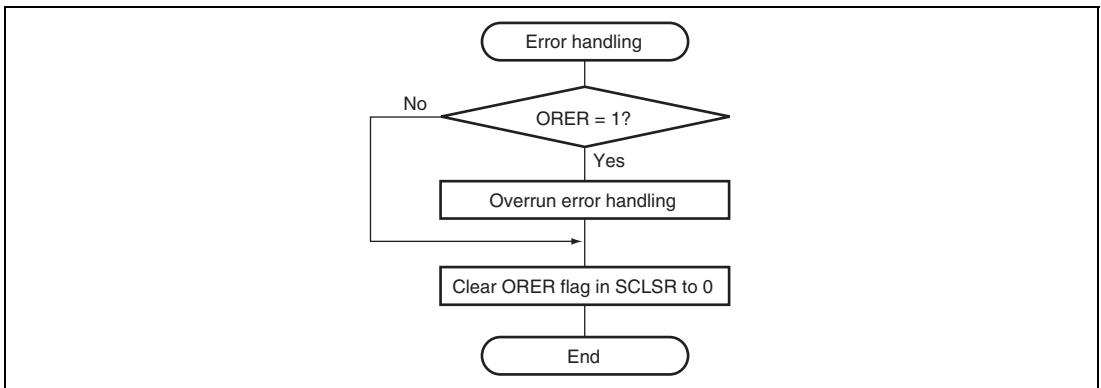 Error handling
No
ORER = 1?
Yes
Overrun error handling
Clear ORER flag in SCLSR to 0
End